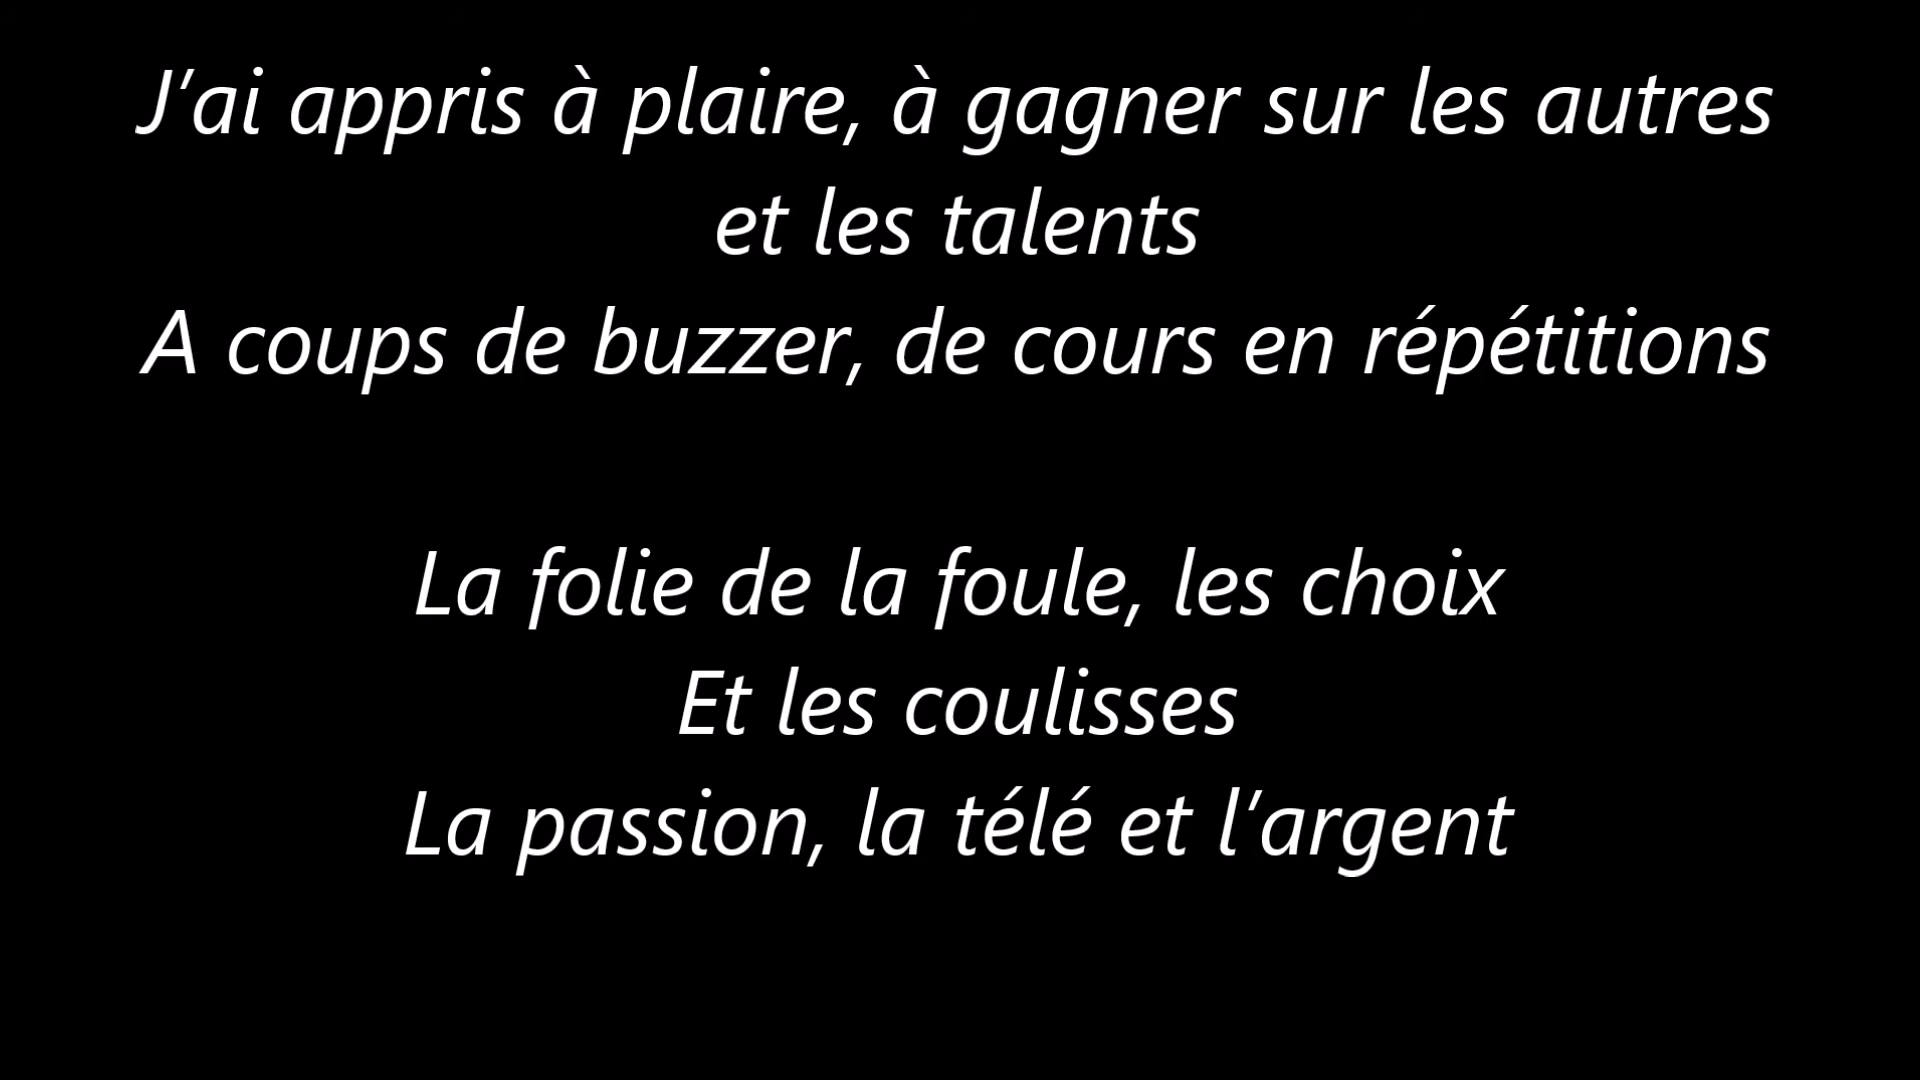 J'ai appris à plaire, à gagner sur les autres
et les talents
A coups de buzzer, de cours en répétitions
La folie de la foule, les choix
Et les coulisses
La passion, la télé et l'argent